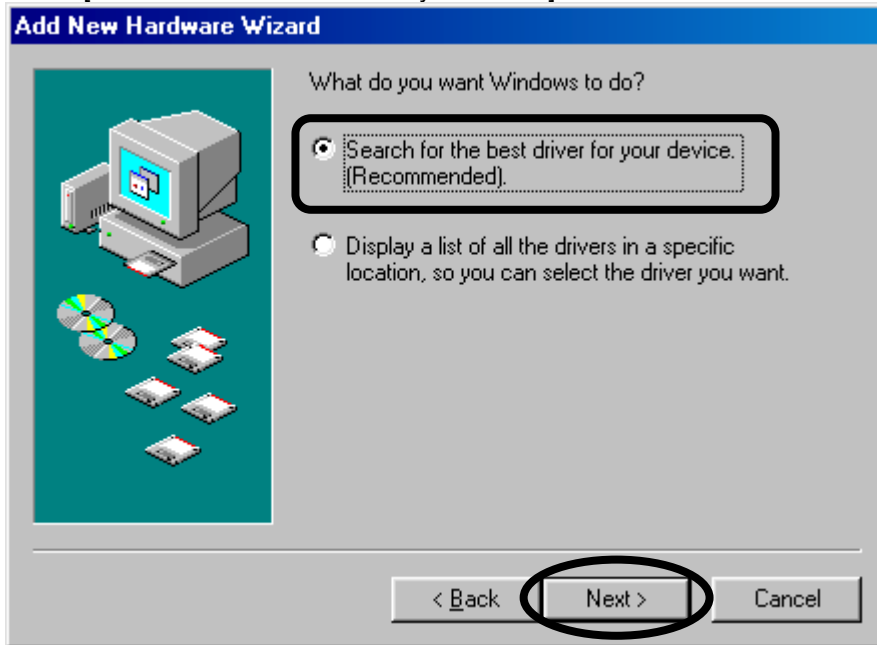 Add New Hardware Wizard
What do you want Windows to do?
Search for the best driver for your device.
(Recommended).
Display a list of all the drivers in a specific
location, so you can select the driver you want.
< Back
Next >
Cancel